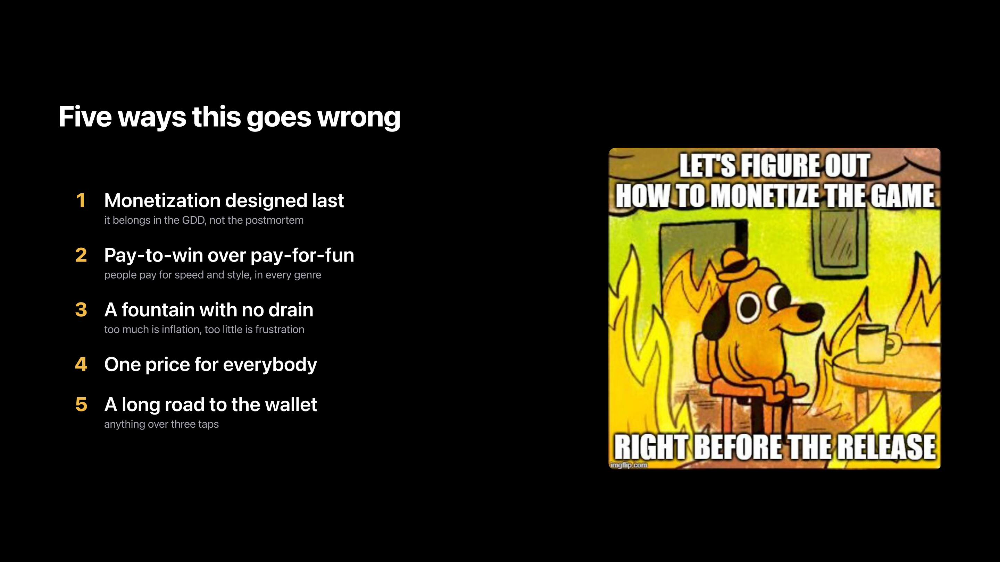 Five ways this goes wrong
1 Monetization designed last
it belongs in the GDD, not the postmortem
2 Pay-to-win over pay-for-fun
people pay for speed and style, in every genre
3 A fountain with no drain
too much is inflation, too little is frustration
4 One price for everybody
5 A long road to the wallet
anything over three taps
LET'S FIGURE OUT
HOW TO MONETIZE THE GAME
RIGHT BEFORE THE RELEASE
imgflip.com